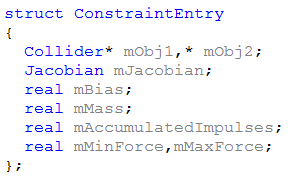 struct ConstraintEntry
{
Collider* mObj1,* mObj2;
Jacobian mJacobian;
real mBias;
real mMass;
real mAccumulatedImpulses;
real mMinForce,mMaxForce;
};